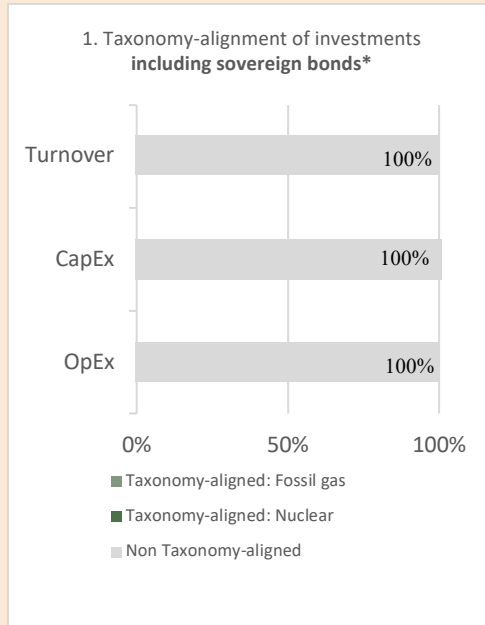 1. Taxonomy-alignment of investments
including sovereign bonds*
Turnover
100%
CapEx
100%
OpEx
100%
0%
50%
100%
Taxonomy-aligned: Fossil gas
Taxonomy-aligned: Nuclear
Non Taxonomy-aligned